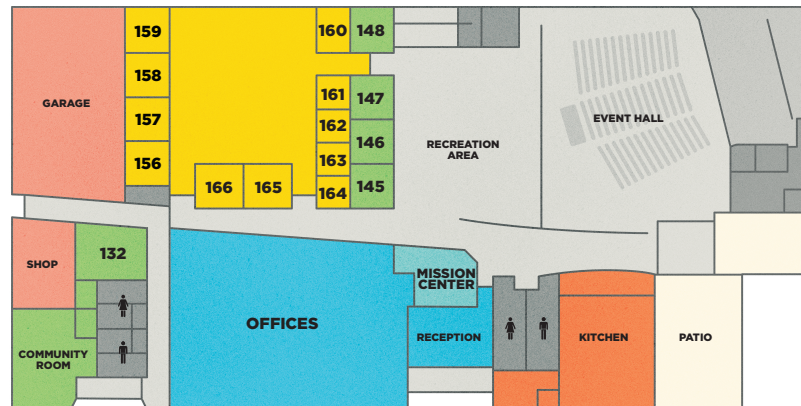 159
160
148
158
GARAGE
161
147
157
162
EVENT HALL
146
RECREATION
AREA
156
163
166
165
164
145
132
SHOP
MISSION
CENTER
OFFICES
RECEPTION
KITCHEN
PATIO
COMMUNITY
ROOM